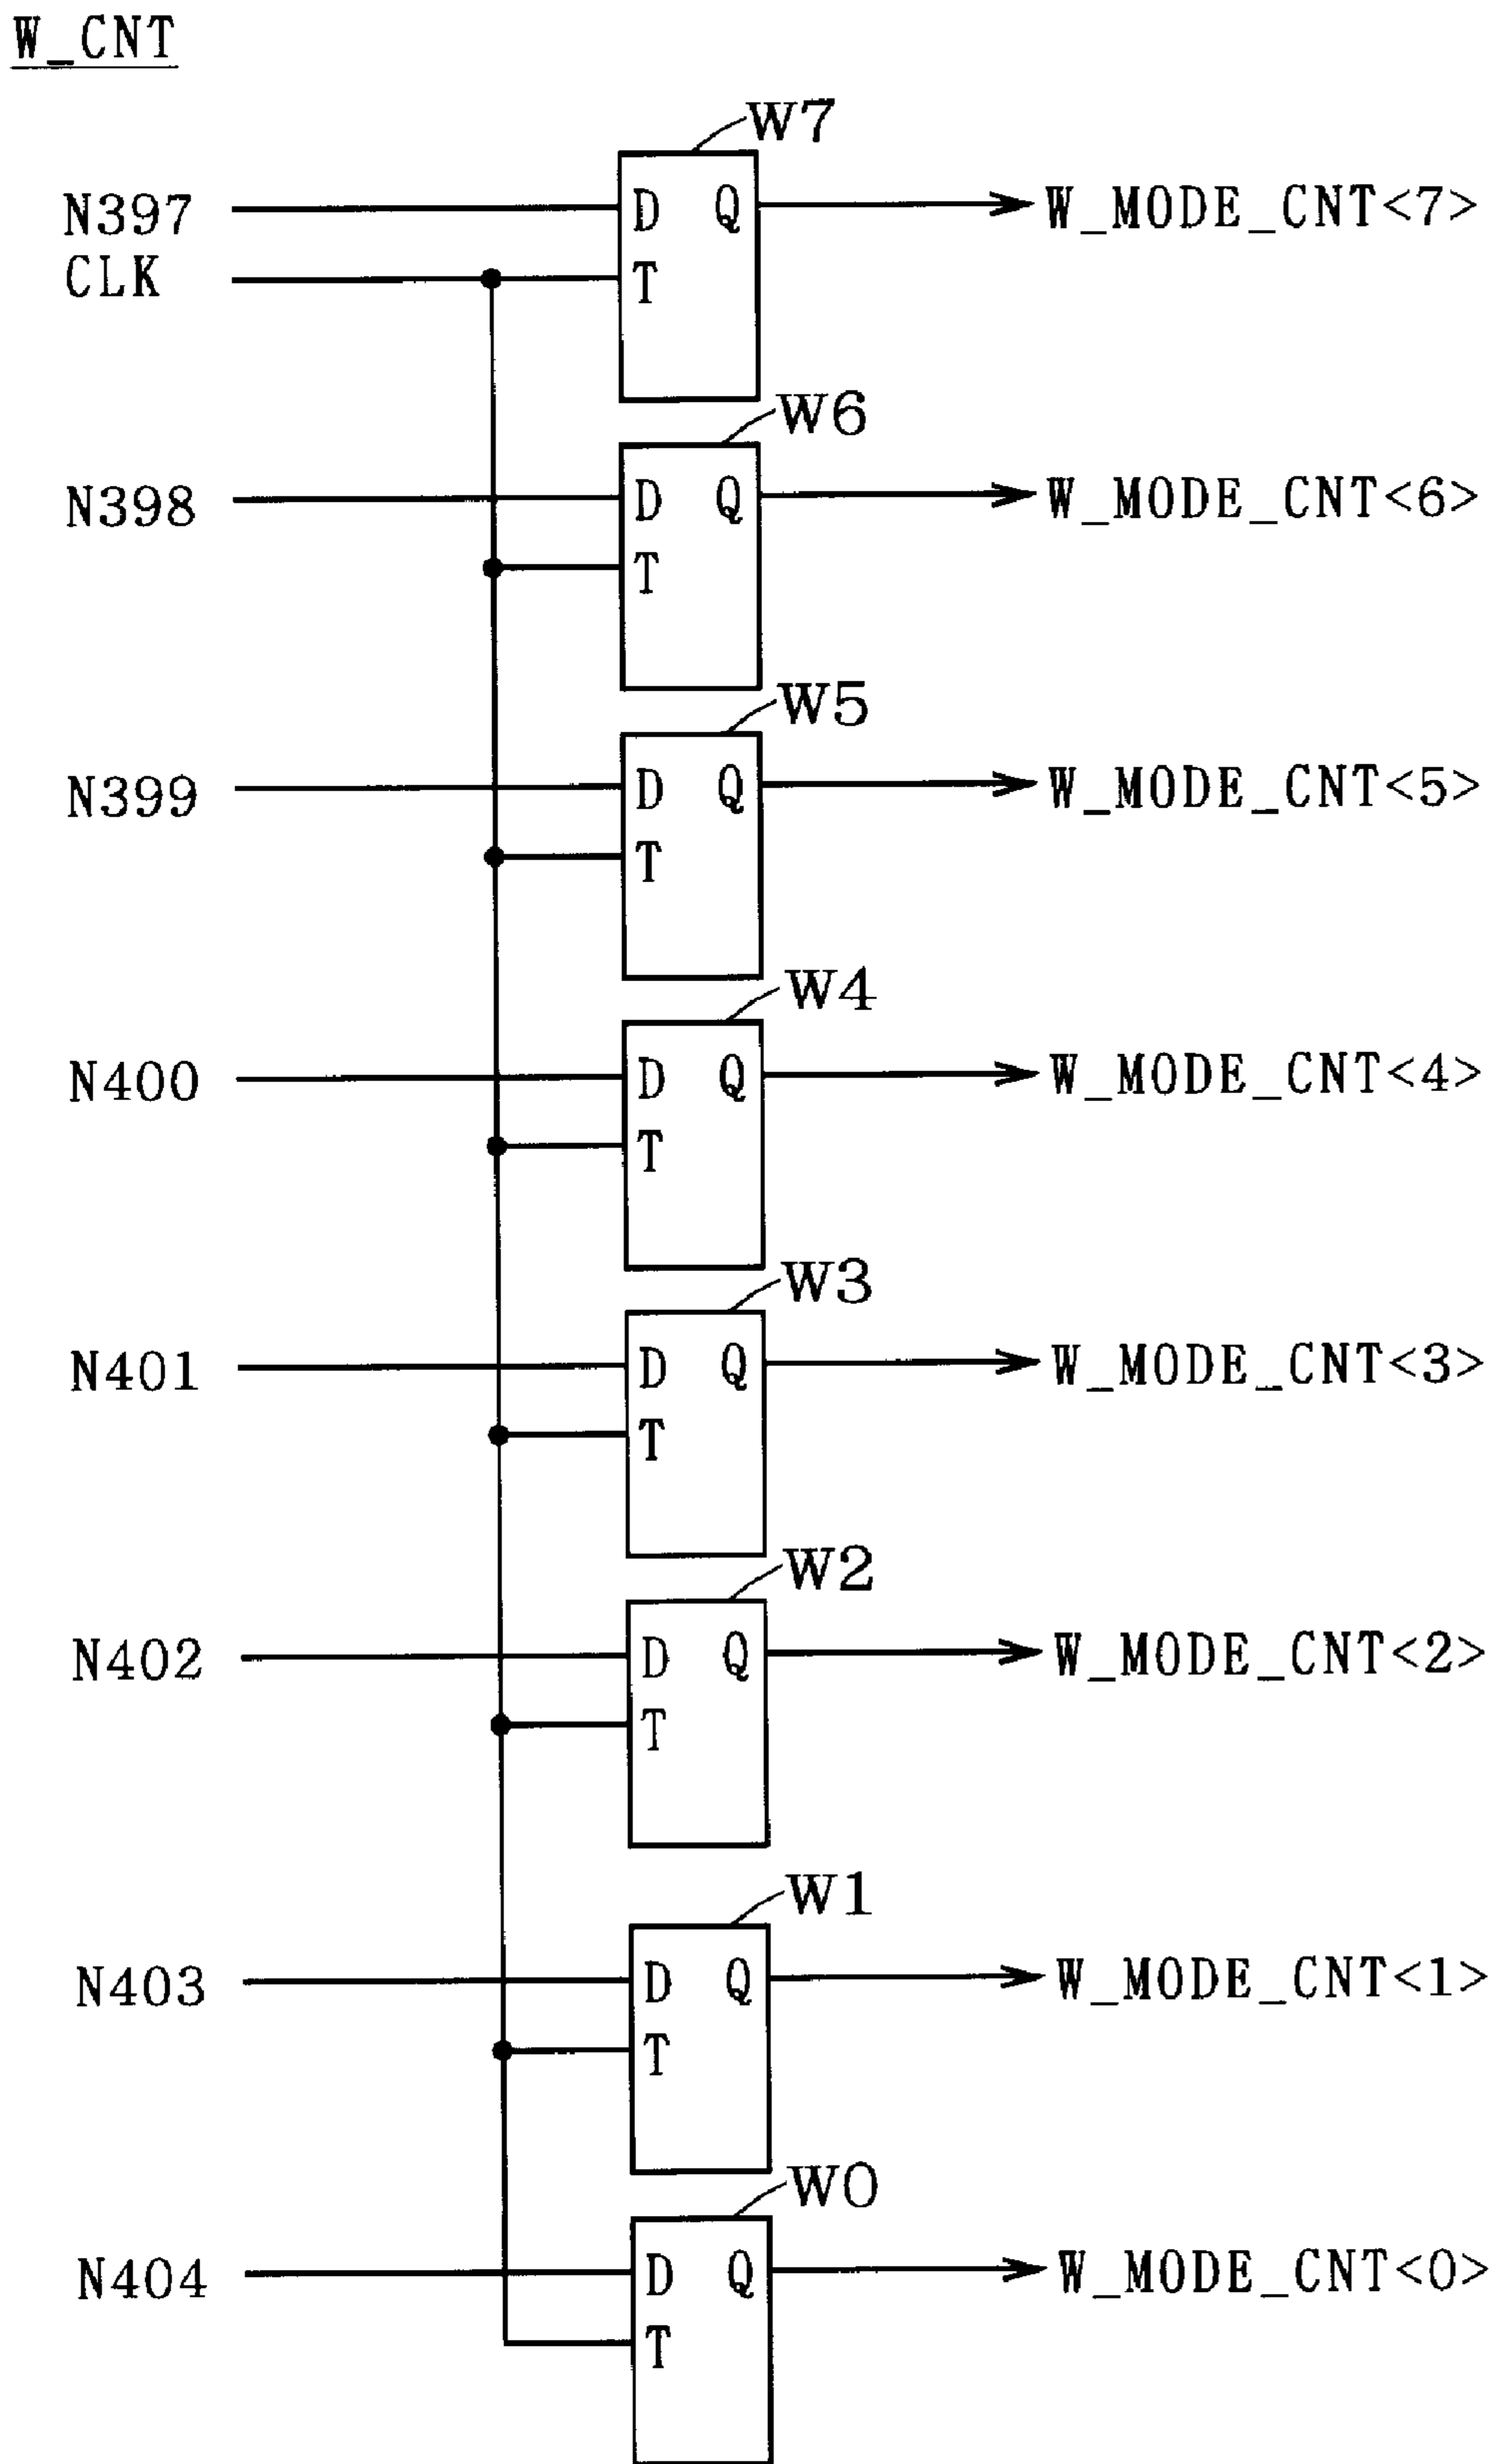 W_CNT
W7
N397 D Q W_MODE_CNT<7>
CLK T
W6
N398 D Q W_MODE_CNT<6>
T
W5
N399 D Q W_MODE_CNT<5>
T
W4
N400 D Q W_MODE_CNT<4>
T
W3
N401 D Q W_MODE_CNT<3>
T
W2
N402 D Q W_MODE_CNT<2>
T
W1
N403 D Q W_MODE_CNT<1>
T
W0
N404 D Q W_MODE_CNT<0>
T